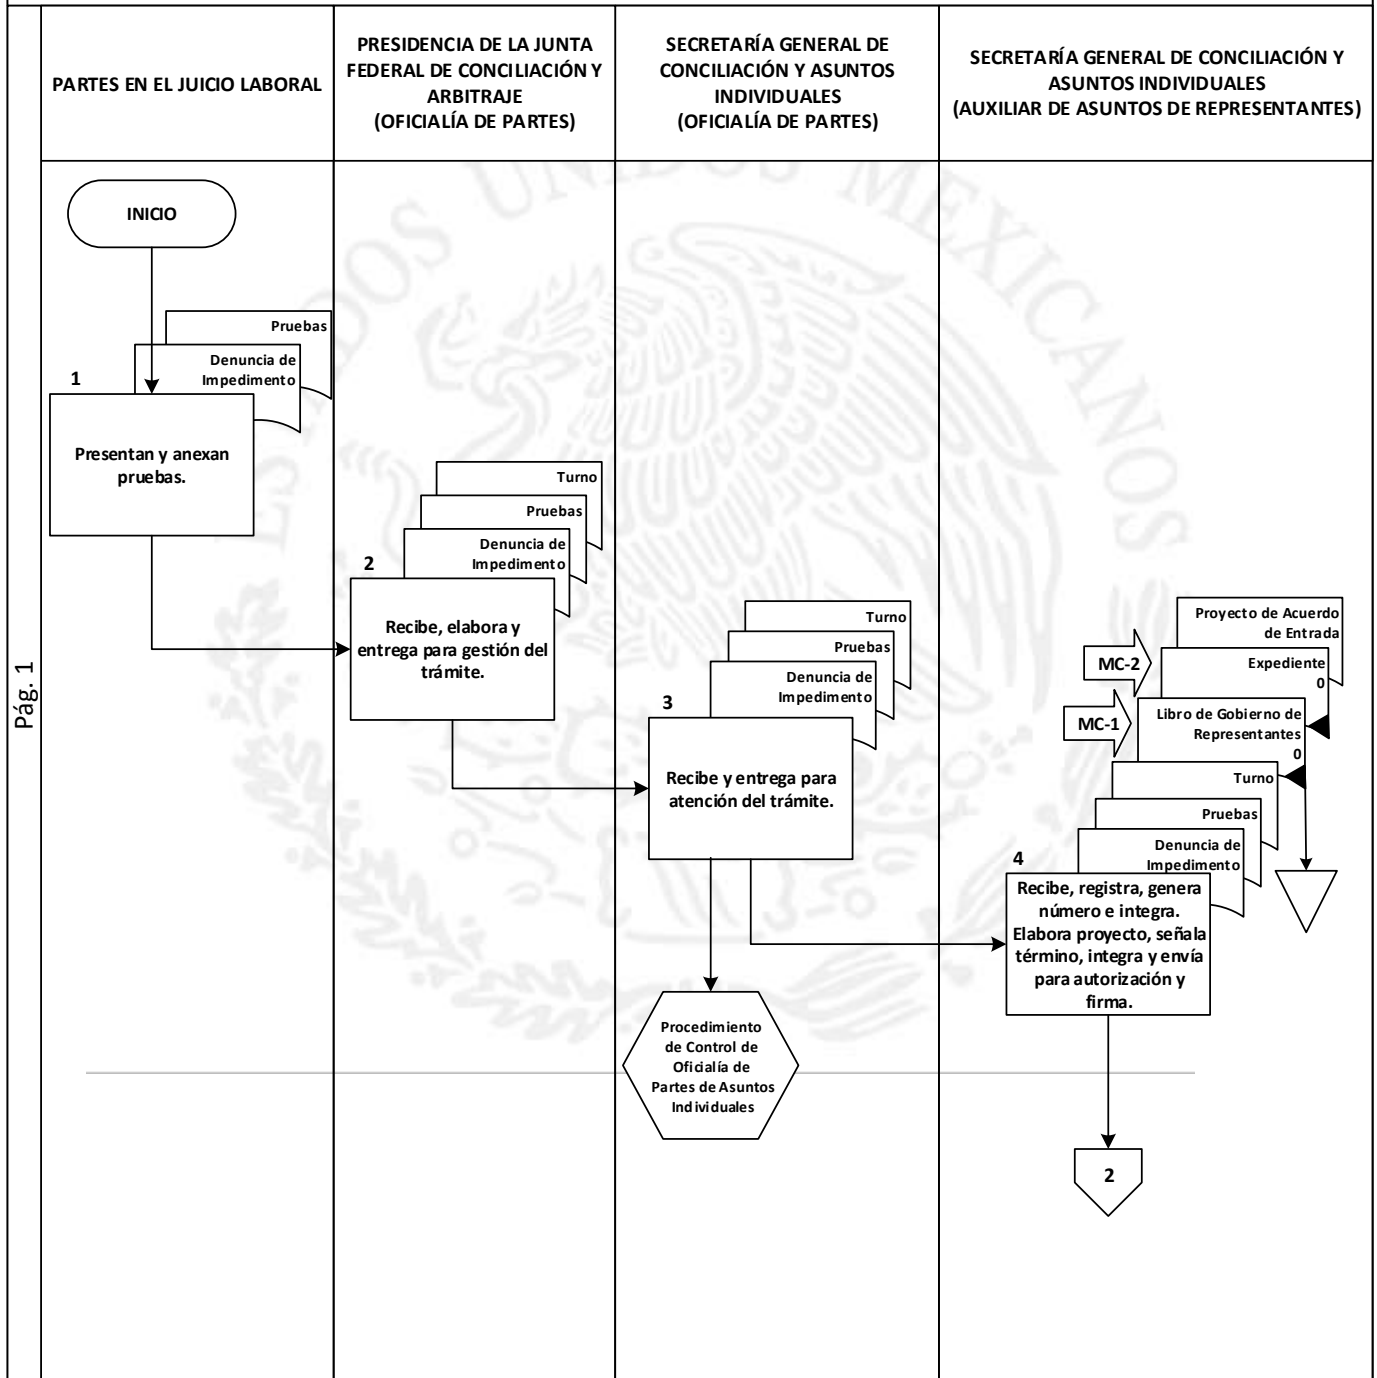 PARTES EN EL JUICIO LABORAL
PRESIDENCIA DE LA JUNTA
FEDERAL DE CONCILIACIÓN Y
ARBITRAJE
(OFICIALÍA DE PARTES)
SECRETARÍA GENERAL DE
CONCILIACIÓN Y ASUNTOS
INDIVIDUALES
(OFICIALÍA DE PARTES)
SECRETARÍA GENERAL DE CONCILIACIÓN Y
ASUNTOS INDIVIDUALES
(AUXILIAR DE ASUNTOS DE REPRESENTANTES)
Pág. 1
ESTADOS UNIDOS MEXICANOS
INICIO
Pruebas
Denuncia de
Impedimento
1
Presentan y anexan
pruebas.
Turno
Pruebas
Denuncia de
Impedimento
2
Recibe, elabora y
entrega para gestión del
trámite.
Turno
Pruebas
Denuncia de
Impedimento
3
Recibe y entrega para
atención del trámite.
Procedimiento
de Control de
Oficialía de
Partes de Asuntos
Individuales
Proyecto de Acuerdo
de Entrada
MC-2
Expediente
0
MC-1
Libro de Gobierno de
Representantes
0
Turno
Pruebas
Denuncia de
Impedimento
4
Recibe, registra, genera
número e integra.
Elabora proyecto, señala
término, integra y envía
para autorización y
firma.
2